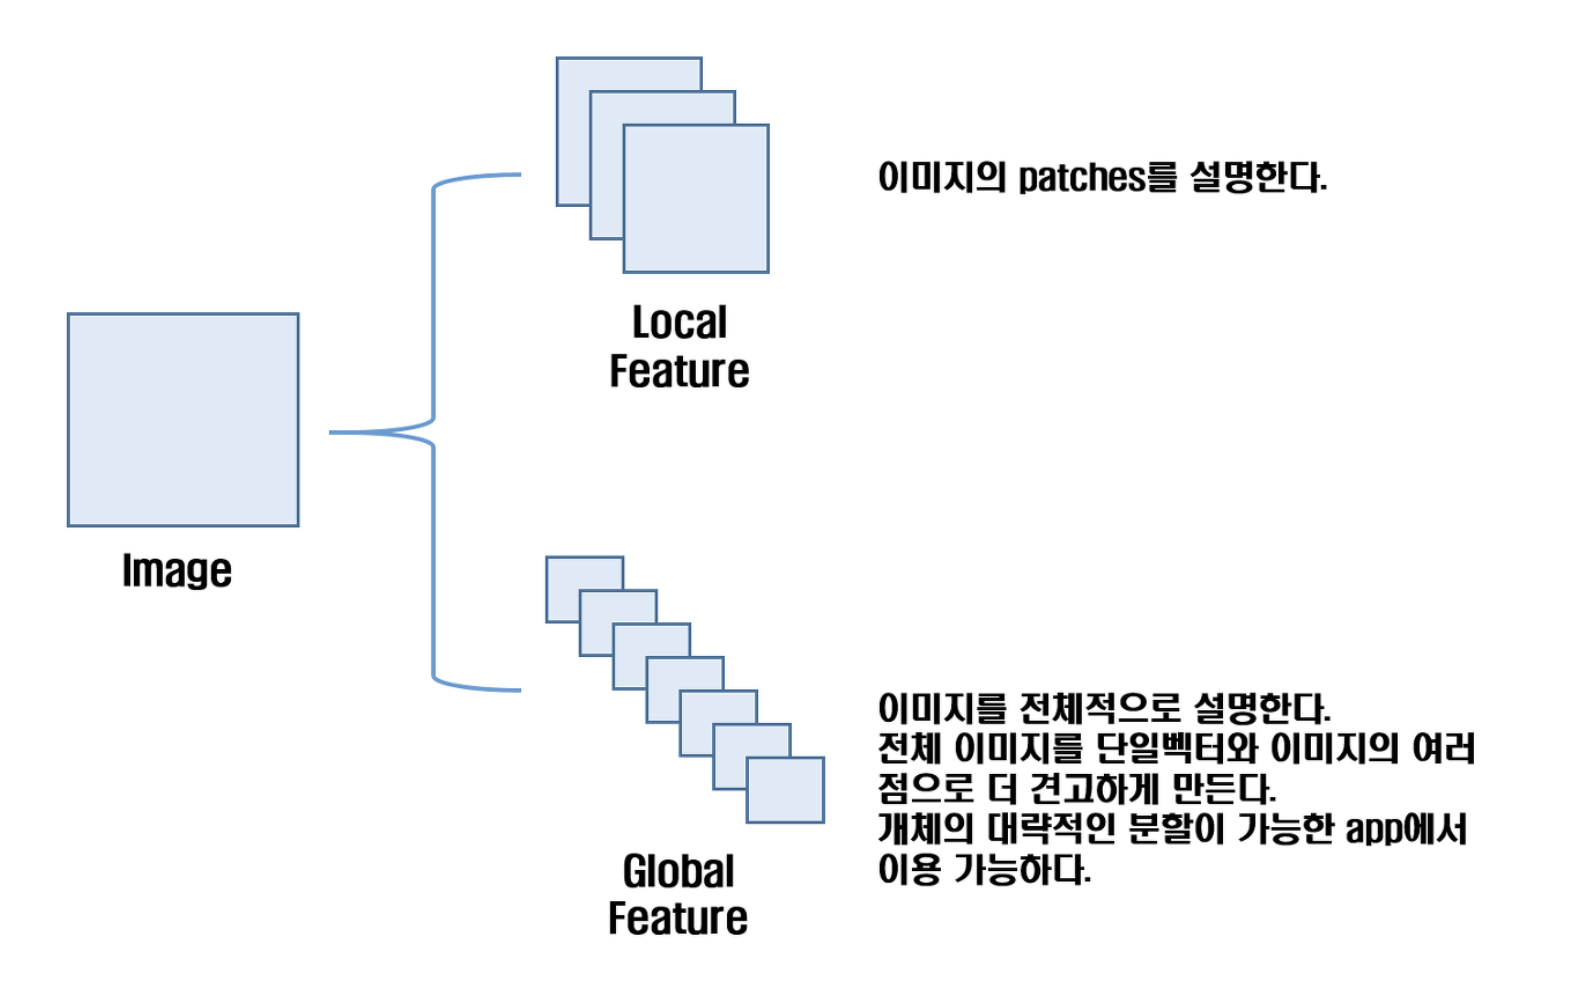 이미지의 patches를 설명한다.
Local
Feature
Image
이미지를 전체적으로 설명한다.
전체 이미지를 단일벡터와 이미지의 여러
점으로 더 견고하게 만든다.
개체의 대략적인 분할이 가능한 app에서
이용 가능하다.
Global
Feature